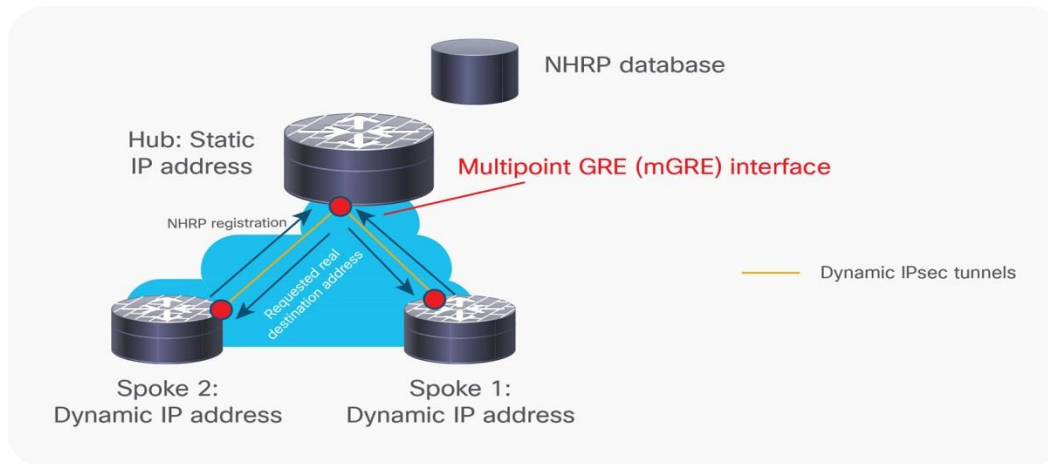 NHRP database
Hub: Static
IP address
Multipoint GRE (mGRE) interface
NHRP registration
Requested real
destination address
Dynamic IPsec tunnels
Spoke 2:
Dynamic IP address
Spoke 1:
Dynamic IP address